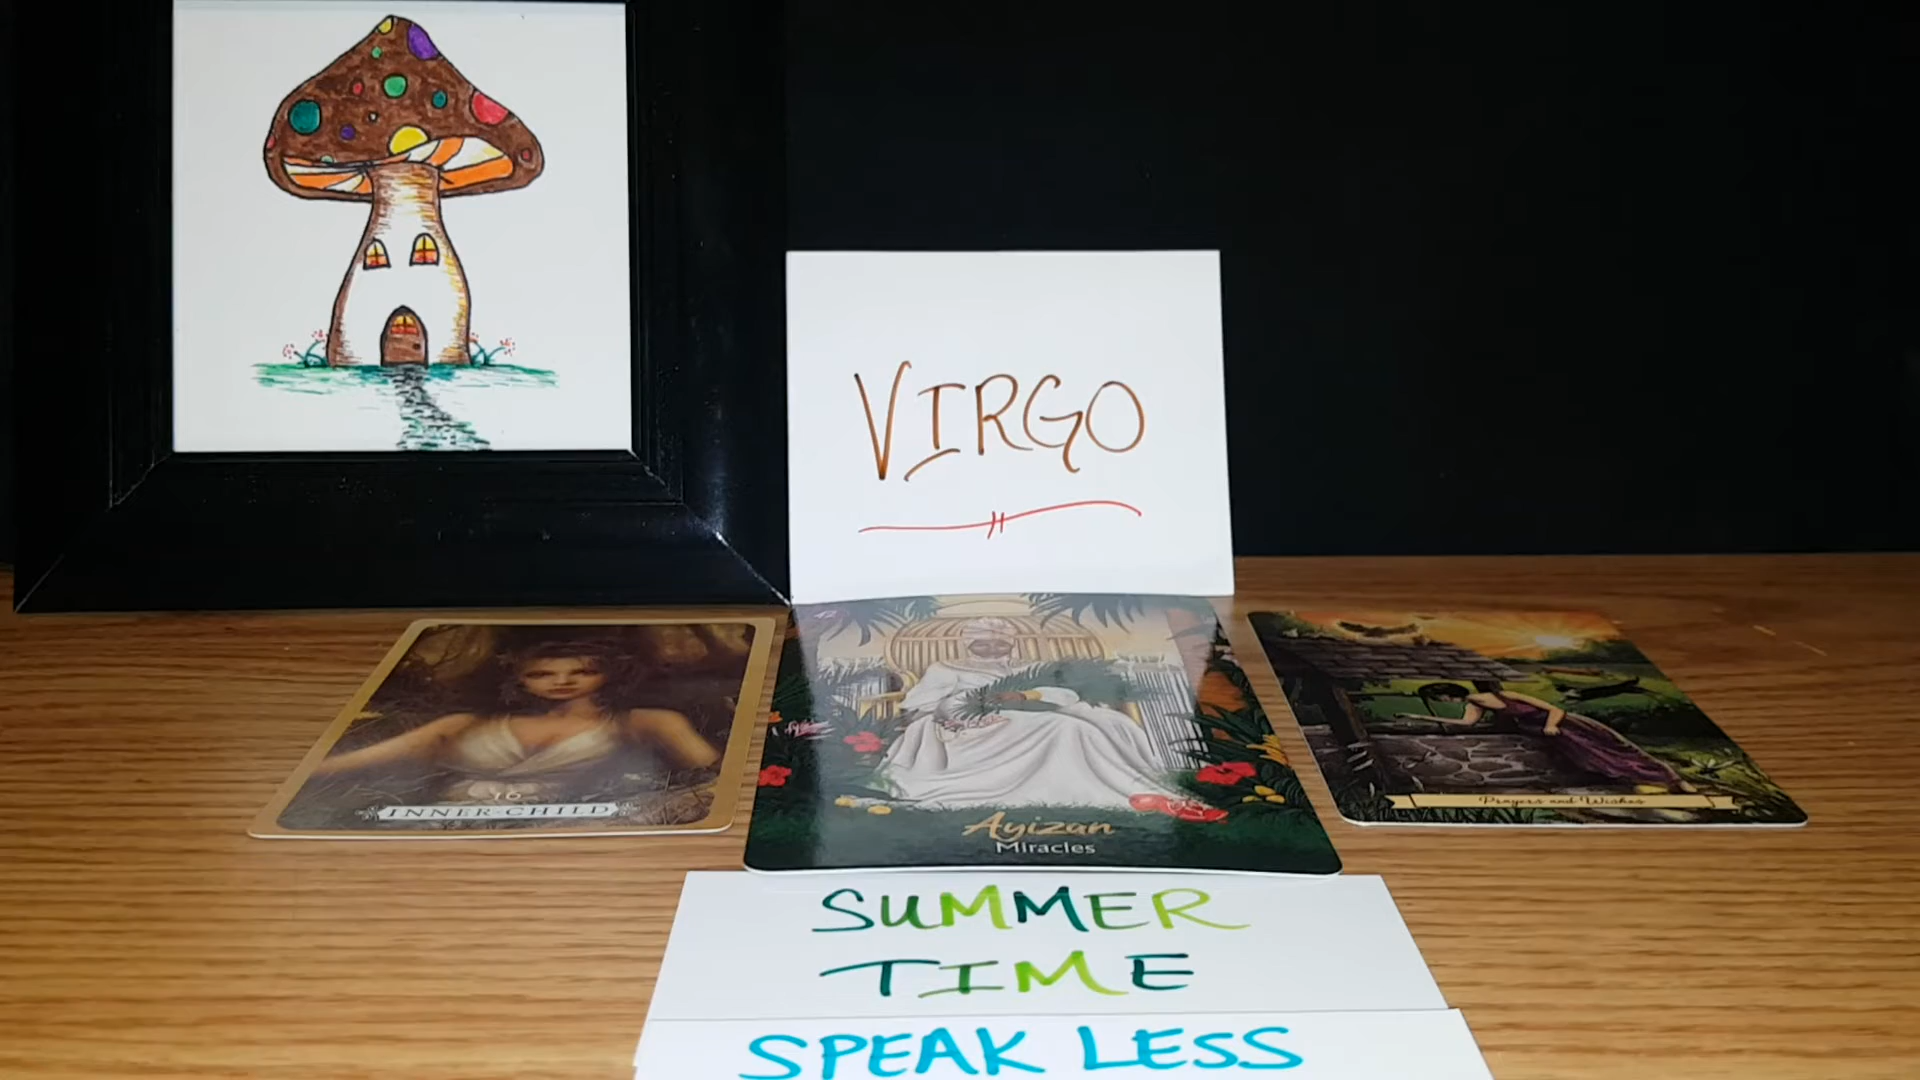 VIRGO
16
INNER-CHILD
Ayizan
Miracles
Prayers and Wishes
SUMMER
TIME
SPEAK LESS